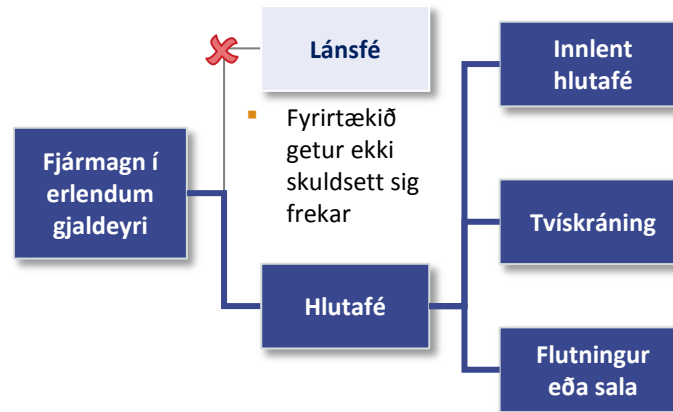 Fjármagn í
erlendum
gjaldeyri
Lánsfé
Fyrirtækið
getur ekki
skuldsett sig
frekar
Hlutafé
Innlent
hlutafé
Tvískráning
Flutningur
eða sala